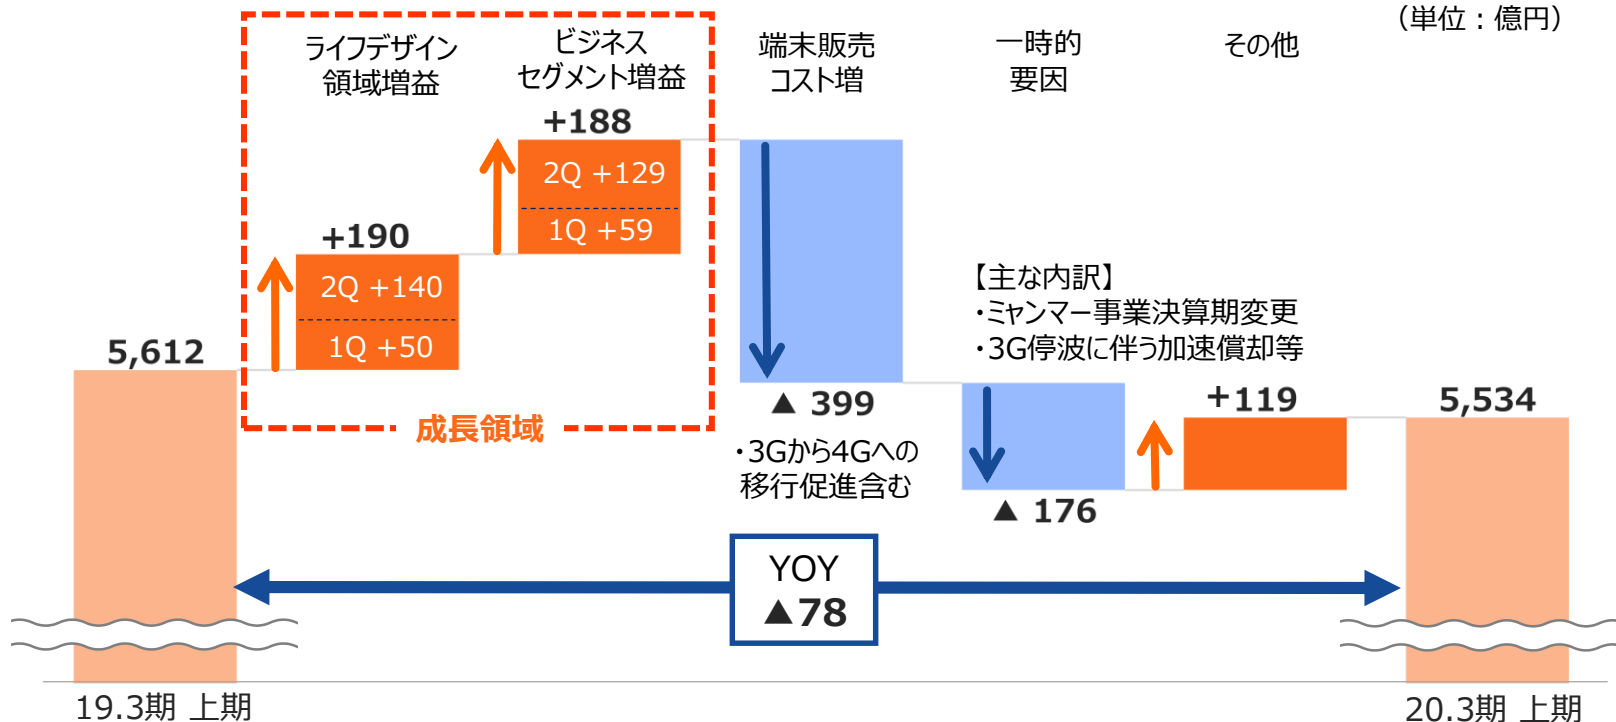 （単位：億円）
ライフデザイン
領域増益
ビジネス
セグメント増益
端末販売
コスト増
一時的
要因
その他
+188
2Q +129
1Q +59
+190
2Q +140
1Q +50
【主な内訳】
・ミャンマー事業決算期変更
・3G停波に伴う加速償却等
5,612
▲ 399
+119
5,534
成長領域
・3Gから4Gへの
移行促進含む
▲ 176
YOY
▲78
19.3期 上期
20.3期 上期